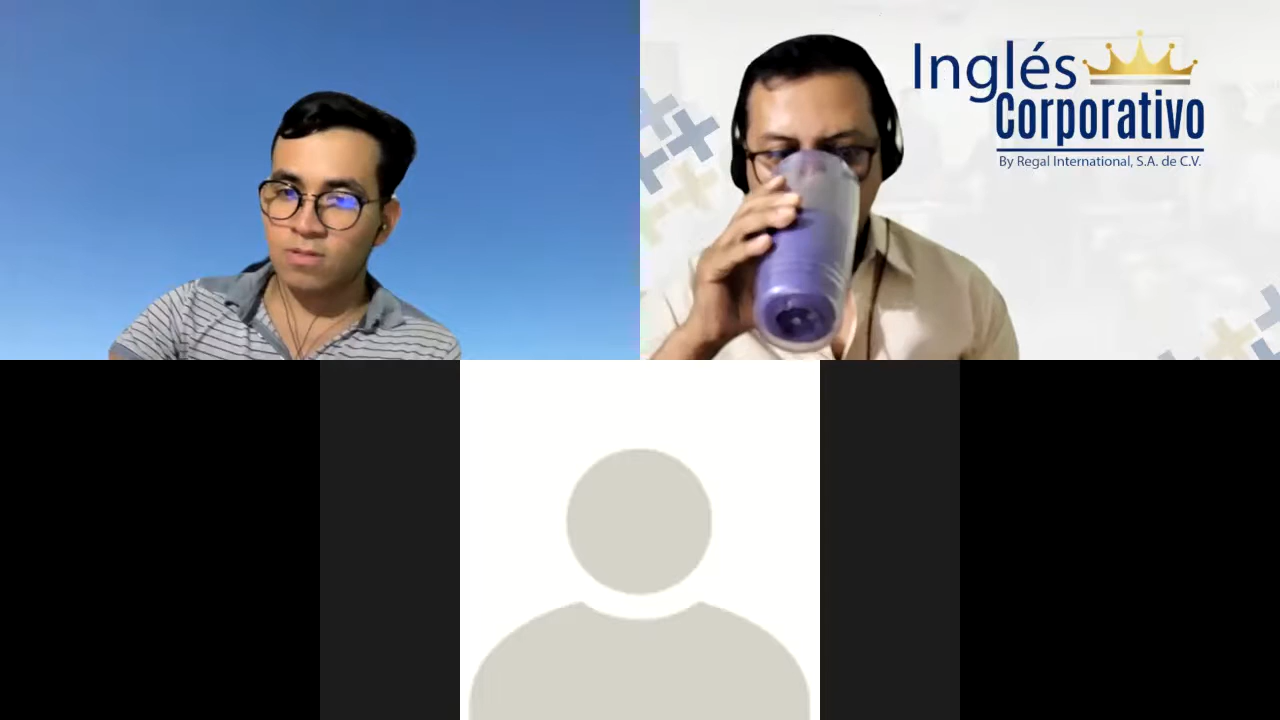 Inglés
Corporativo
By Regal International, S.A. de C.V.